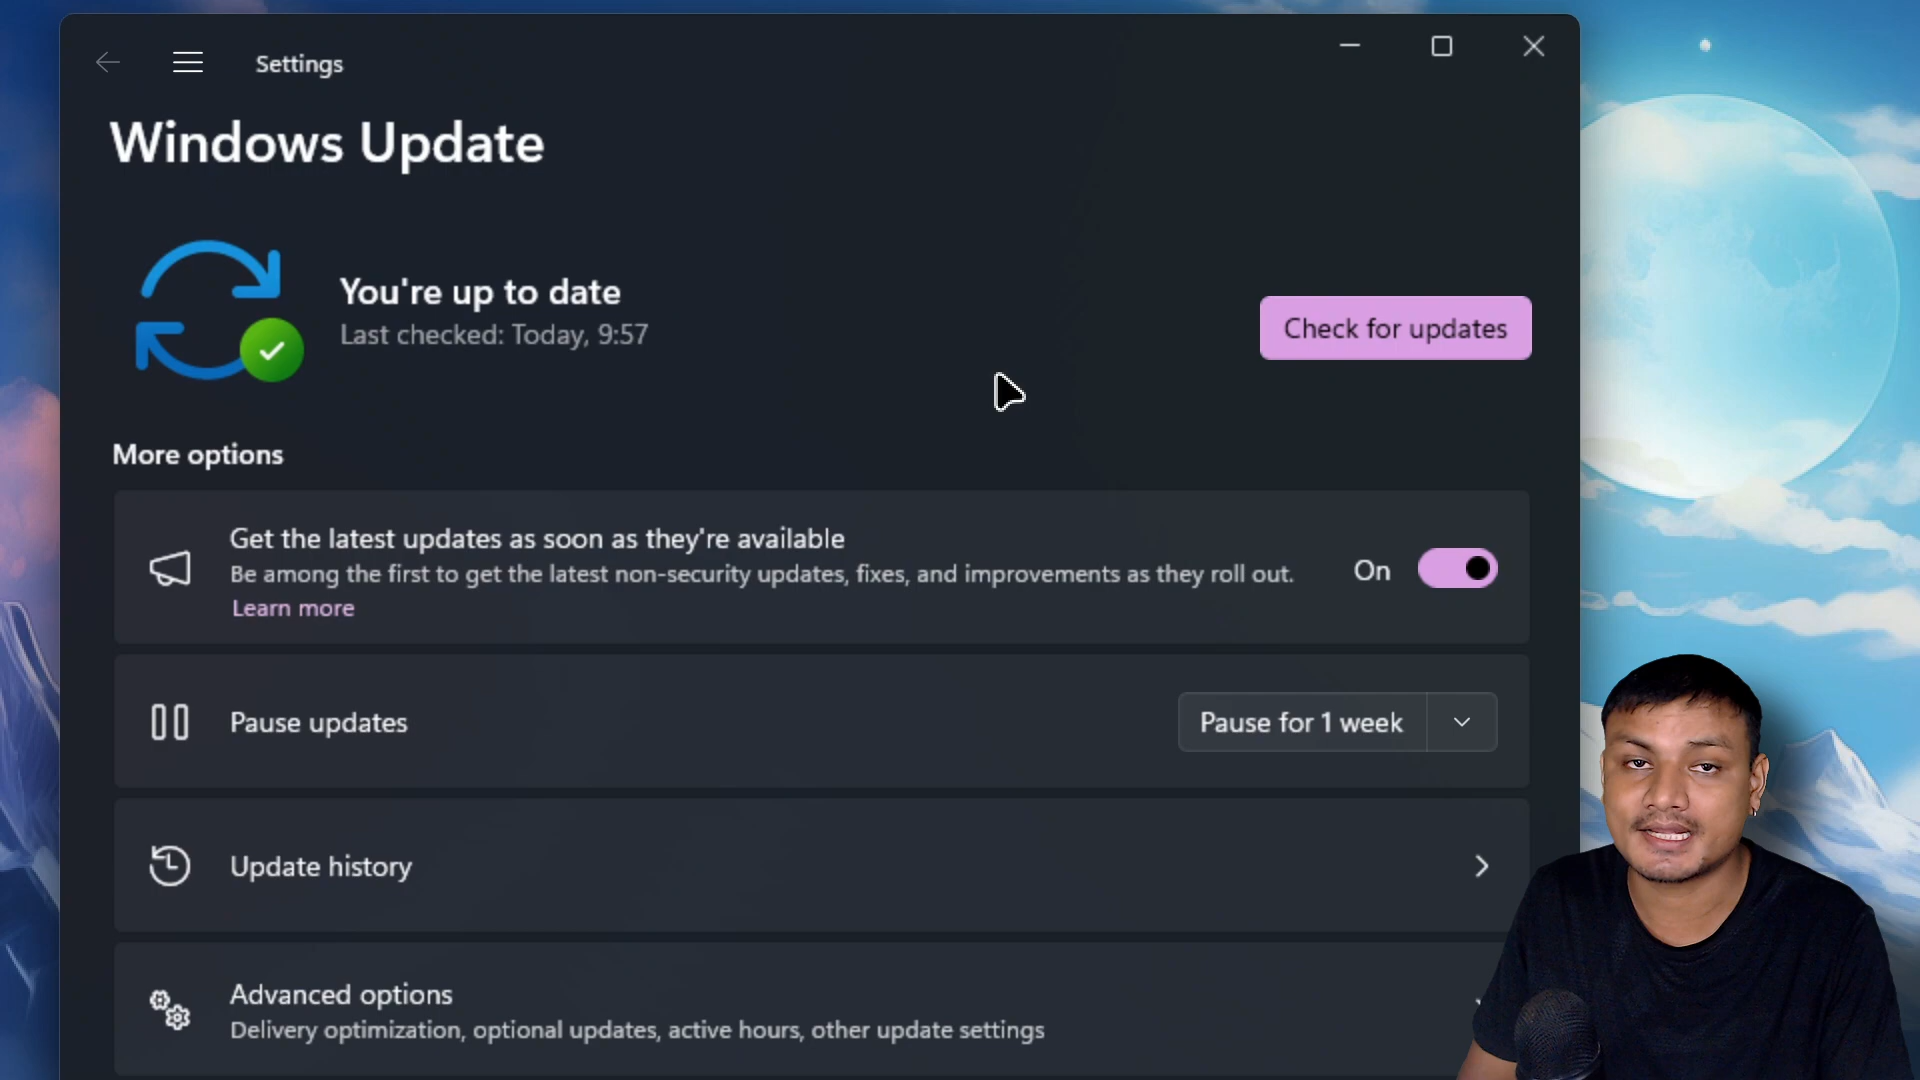 Settings
Windows Update
You're up to date
Last checked: Today, 9:57
Check for updates
More options
Get the latest updates as soon as they're available
Be among the first to get the latest non-security updates, fixes, and improvements as they roll out.
Learn more
On
Pause updates
Pause for 1 week
Update history
Advanced options
Delivery optimization, optional updates, active hours, other update settings